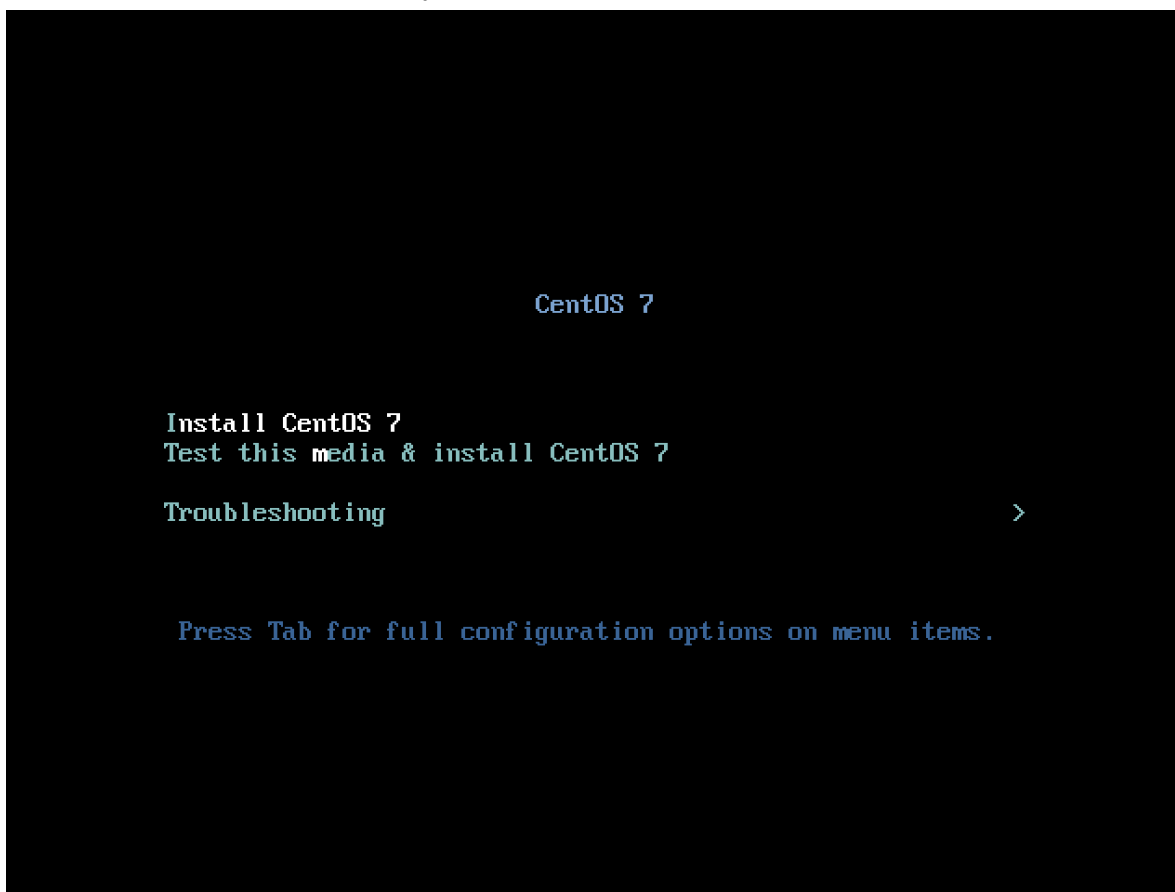 CentOS 7
Install CentOS 7
Test this media & install CentOS 7
Troubleshooting >
Press Tab for full configuration options on menu items.